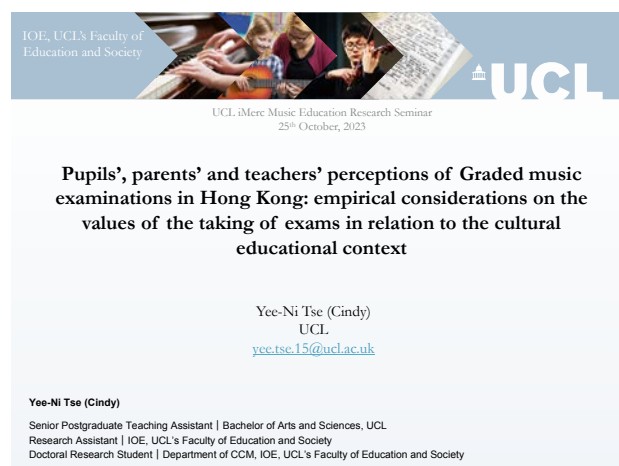 IOE, UCL's Faculty of
Education and Society
UCL
UCL iMerc Music Education Research Seminar
25th October, 2023
Pupils', parents' and teachers' perceptions of Graded music
examinations in Hong Kong: empirical considerations on the
values of the taking of exams in relation to the cultural
educational context
Yee-Ni Tse (Cindy)
UCL
yee.tse.15@ucl.ac.uk
Yee-Ni Tse (Cindy)
Senior Postgraduate Teaching Assistant | Bachelor of Arts and Sciences, UCL
Research Assistant | IOE, UCL's Faculty of Education and Society
Doctoral Research Student | Department of CCM, IOE, UCL's Faculty of Education and Society